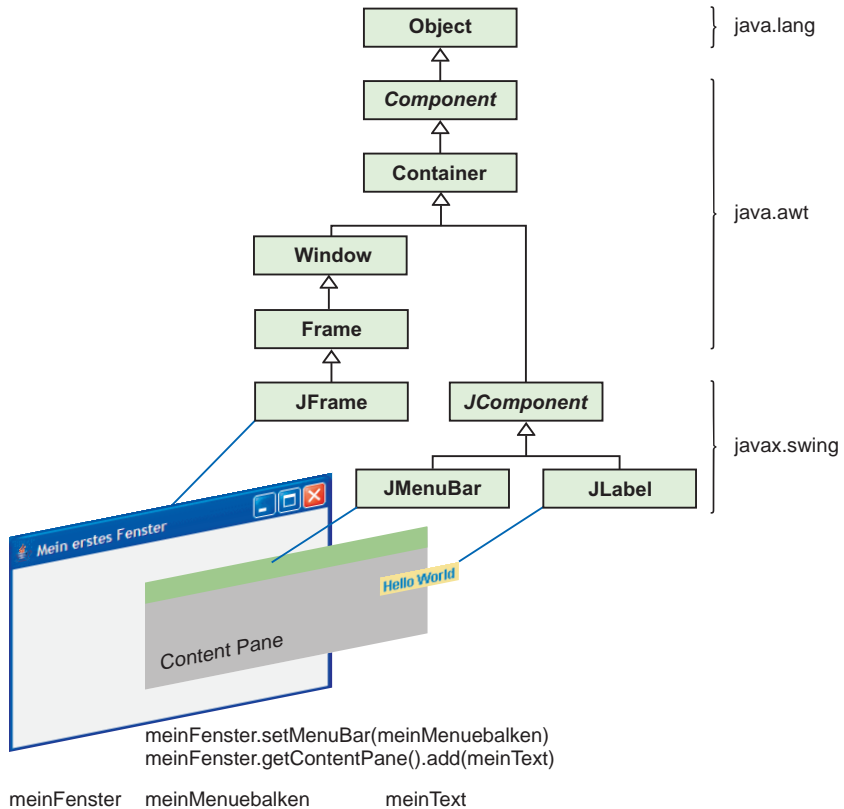 Object
java.lang
Component
Container
java.awt
Window
Frame
JFrame
JComponent
javax.swing
JMenuBar
JLabel
Mein erstes Fenster
Hello World
Content Pane
meinFenster.setMenuBar(meinMenuebalken)
meinFenster.getContentPane().add(meinText)
meinFenster meinMenuebalken meinText